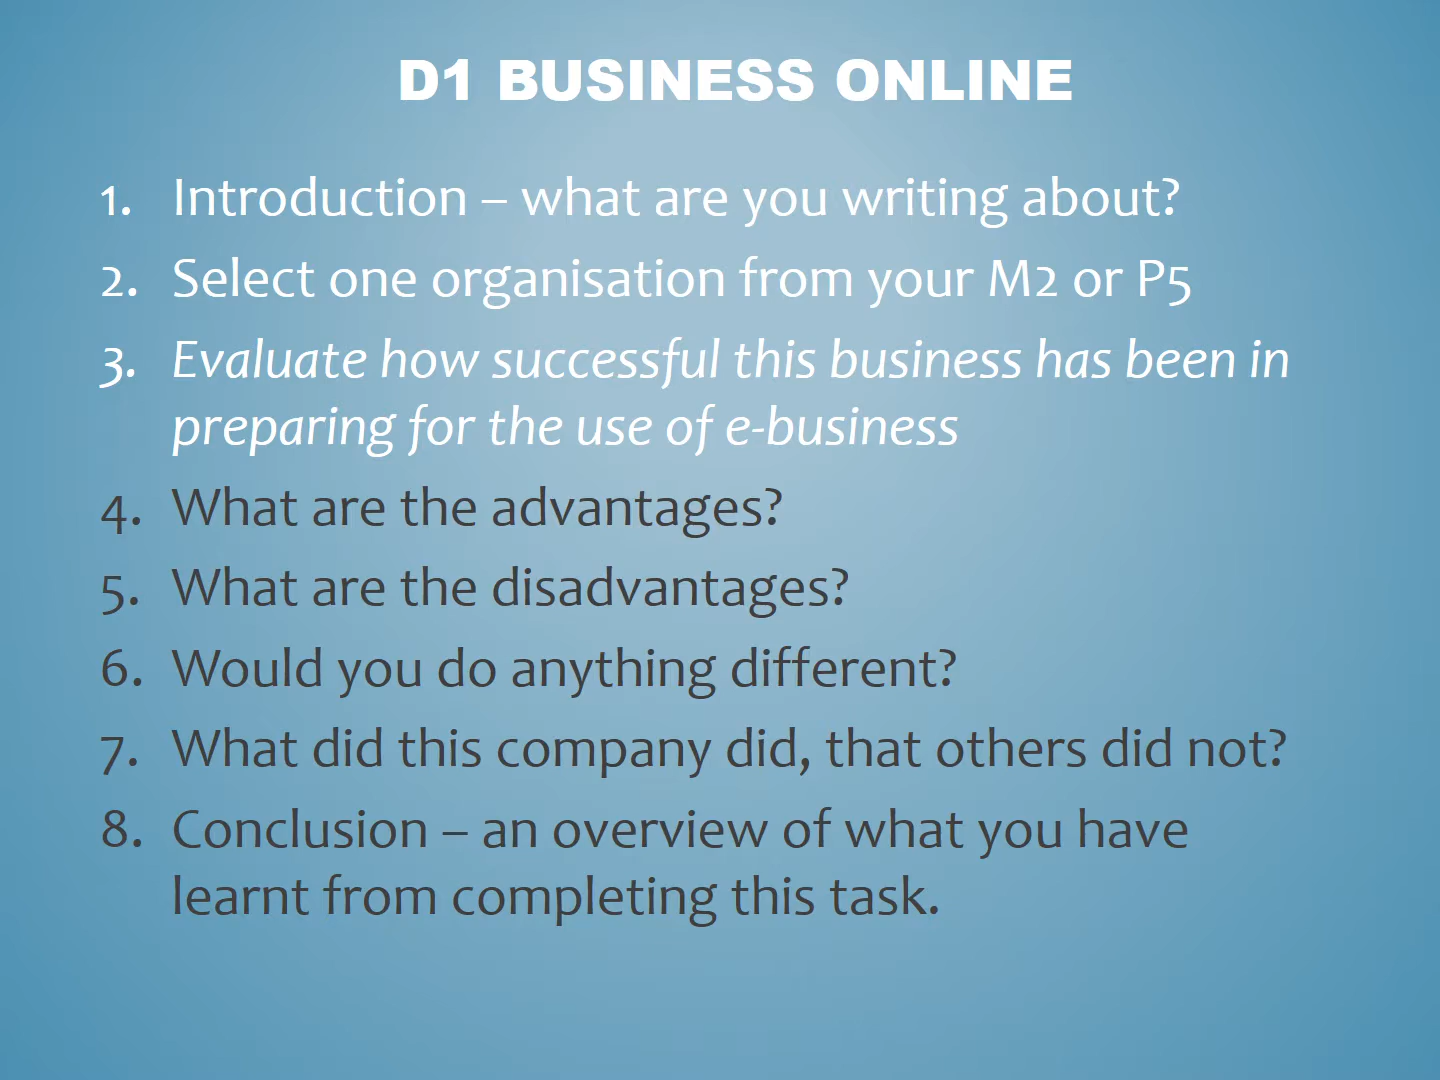 D1 BUSINESS ONLINE
1. Introduction – what are you writing about?
2. Select one organisation from your M2 or P5
3. Evaluate how successful this business has been in
preparing for the use of e-business
4. What are the advantages?
5. What are the disadvantages?
6. Would you do anything different?
7. What did this company did, that others did not?
8. Conclusion – an overview of what you have
learnt from completing this task.